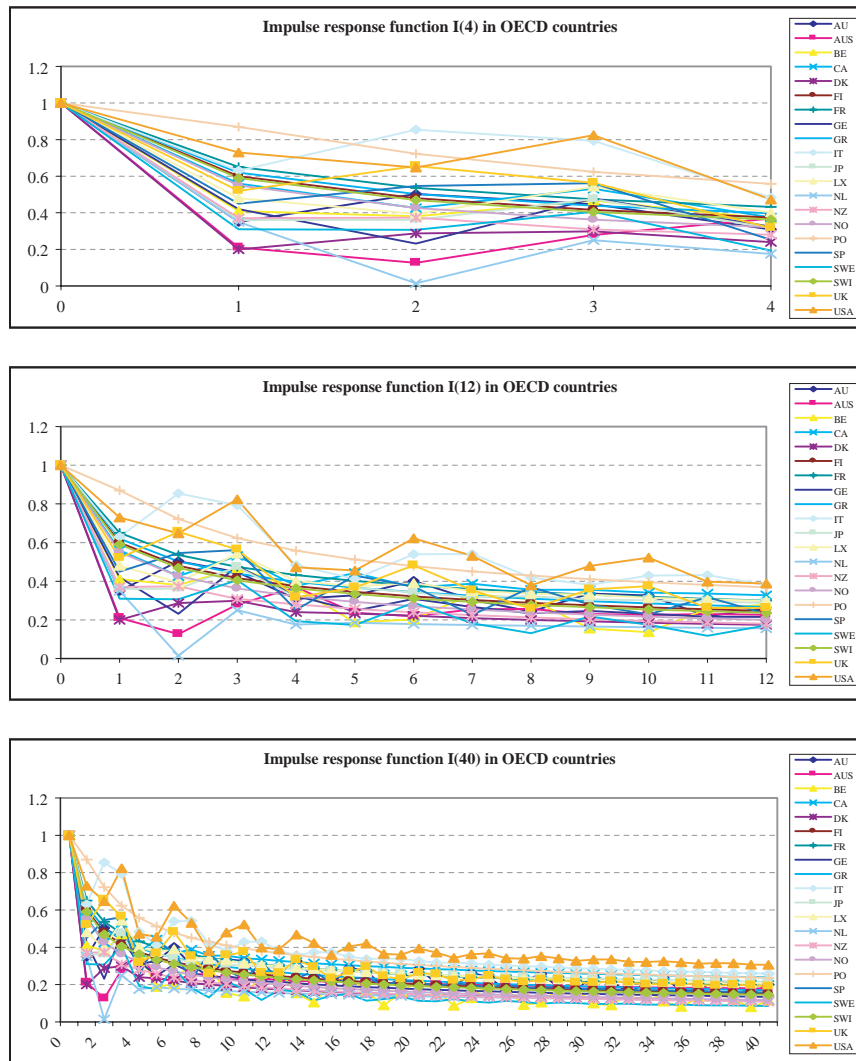 Impulse response function I(4) in OECD countries
1.2
1
0.8
0.6
0.4
0.2
0
0 1 2 3 4
AU
AUS
BE
CA
DK
FI
FR
GE
GR
IT
JP
LX
NL
NZ
NO
PO
SP
SWE
SWI
UK
USA
Impulse response function I(12) in OECD countries
1.2
1
0.8
0.6
0.4
0.2
0
0 1 2 3 4 5 6 7 8 9 10 11 12
AU
AUS
BE
CA
DK
FI
FR
GE
GR
IT
JP
LX
NL
NZ
NO
PO
SP
SWE
SWI
UK
USA
Impulse response function I(40) in OECD countries
1.2
1
0.8
0.6
0.4
0.2
0
0 2 4 6 8 10 12 14 16 18 20 22 24 26 28 30 32 34 36 38 40
AU
AUS
BE
CA
DK
FI
FR
GE
GR
IT
JP
LX
NL
NZ
NO
PO
SP
SWE
SWI
UK
USA